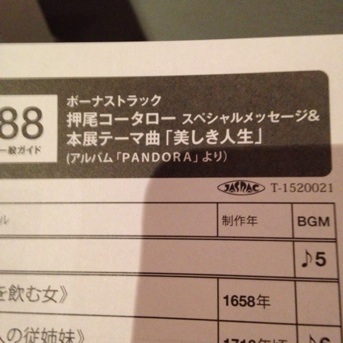 88
一般ガイド
ボーナストラック
押尾コータロー スペシャルメッセージ&
本展テーマ曲「美しき人生」
(アルバム「PANDORA」より)
JASRAC T-1520021
ル 制作年 BGM
♪5
を飲む女》 1658年
への従姉妹》 ♪6